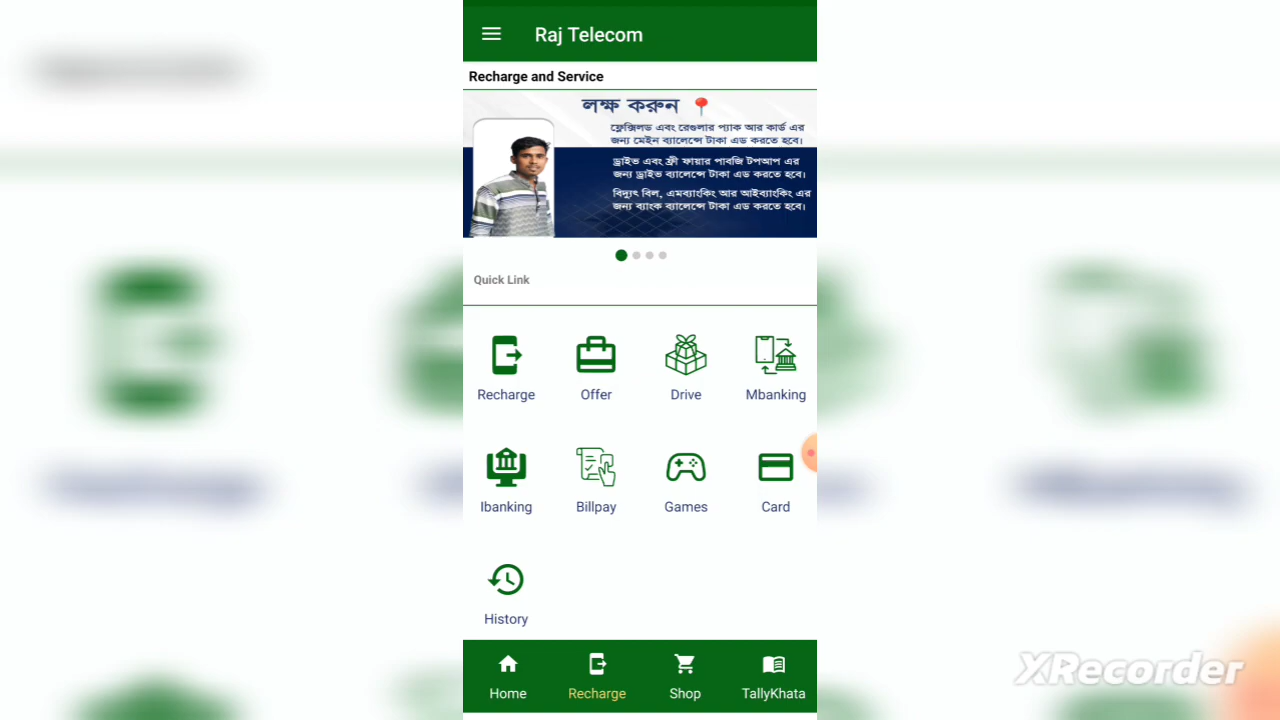 Raj Telecom
Recharge and Service
লক্ষ করুন
ফ্লেক্সিলড এবং রেগুলার প্যাক আর কার্ড এর
জন্য মেইন ব্যালেন্সে টাকা এড করতে হবে।
ড্রাইভ এবং ফ্রী ফায়ার পাবজি টপআপ এর
জন্য ড্রাইভ ব্যালেন্সে টাকা এড করতে হবে।
বিদ্যুৎ বিল, এমব্যাংকিং আর আইব্যাংকিং এর
জন্য ব্যাংক ব্যালেন্সে টাকা এড করতে হবে।
Quick Link
Recharge Offer Drive Mbanking
Ibanking Billpay Games Card
History
Home Recharge Shop TallyKhata
XRecorder